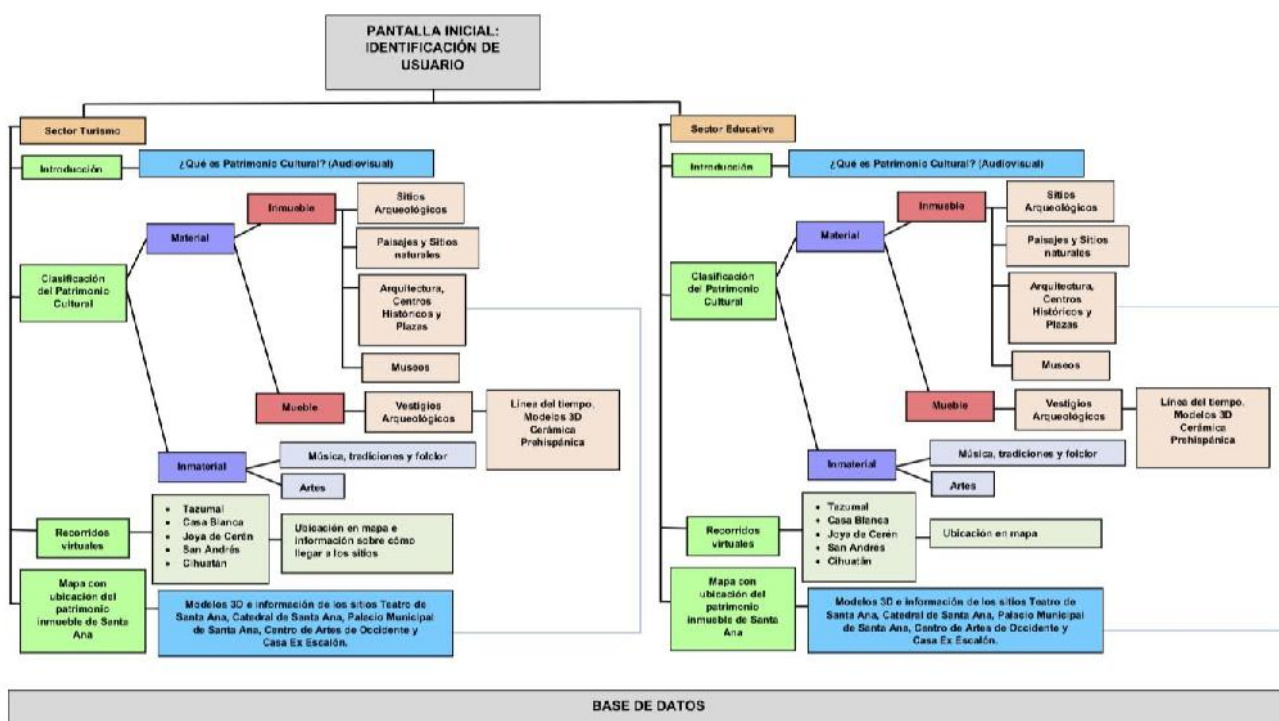 PANTALLA INICIAL:
IDENTIFICACIÓN DE
USUARIO
Sector Turismo
Introducción
¿Qué es Patrimonio Cultural? (Audiovisual)
Clasificación
del Patrimonio
Cultural
Material
Inmueble
Sitios
Arqueológicos
Paisajes y Sitios
naturales
Arquitectura,
Centros
Históricos y
Plazas
Museos
Mueble
Vestigios
Arqueológicos
Línea del tiempo.
Modelos 3D
Cerámica
Prehispánica
Inmaterial
Música, tradiciones y folclor
Artes
Recorridos
virtuales
• Tazumal
• Casa Blanca
• Joya de Cerén
• San Andrés
• Cihuatán
Ubicación en mapa e
información sobre cómo
llegar a los sitios
Mapa con
ubicación del
patrimonio
inmueble de Santa
Ana
Modelos 3D e información de los sitios Teatro de
Santa Ana, Catedral de Santa Ana, Palacio Municipal
de Santa Ana, Centro de Artes de Occidente y
Casa Ex Escalón.
Sector Educativa
Introducción
¿Qué es Patrimonio Cultural? (Audiovisual)
Clasificación
del Patrimonio
Cultural
Material
Inmueble
Sitios
Arqueológicos
Paisajes y Sitios
naturales
Arquitectura,
Centros
Históricos y
Plazas
Museos
Mueble
Vestigios
Arqueológicos
Línea del tiempo.
Modelos 3D
Cerámica
Prehispánica
Inmaterial
Música, tradiciones y folclor
Artes
Recorridos
virtuales
• Tazumal
• Casa Blanca
• Joya de Cerén
• San Andrés
• Cihuatán
Ubicación en mapa
Mapa con
ubicación del
patrimonio
inmueble de Santa
Ana
Modelos 3D e información de los sitios Teatro de
Santa Ana, Catedral de Santa Ana, Palacio Municipal
de Santa Ana, Centro de Artes de Occidente y
Casa Ex Escalón.
BASE DE DATOS